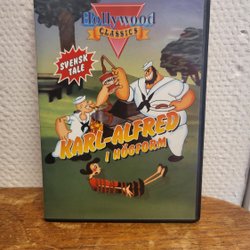 Hollywood
CLASSICS
SVENSK
TALE
KARL-ALFRED
I HÖGFORM